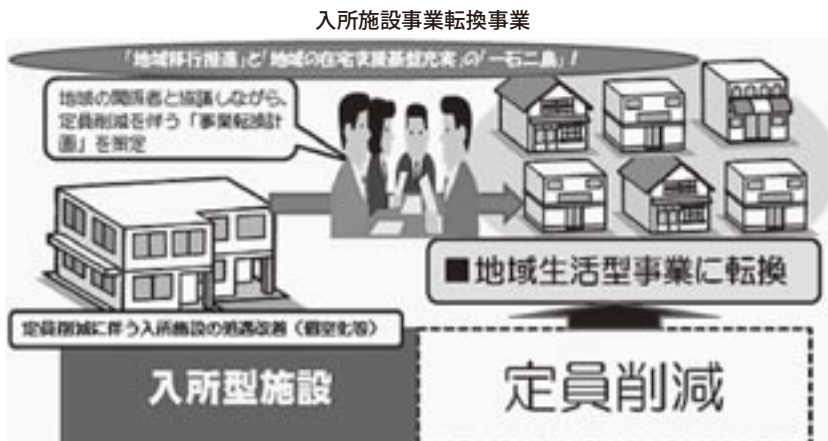 入所施設事業転換事業
「地域移行推進」と「地域の在宅支援基盤充実」の「一石二鳥」！
地域の関係者と協議しながら、
定員削減を伴う「事業転換計
画」を策定
■地域生活型事業に転換
定員削減に伴う入所施設の処遇改善（個室化等）
入所型施設
定員削減